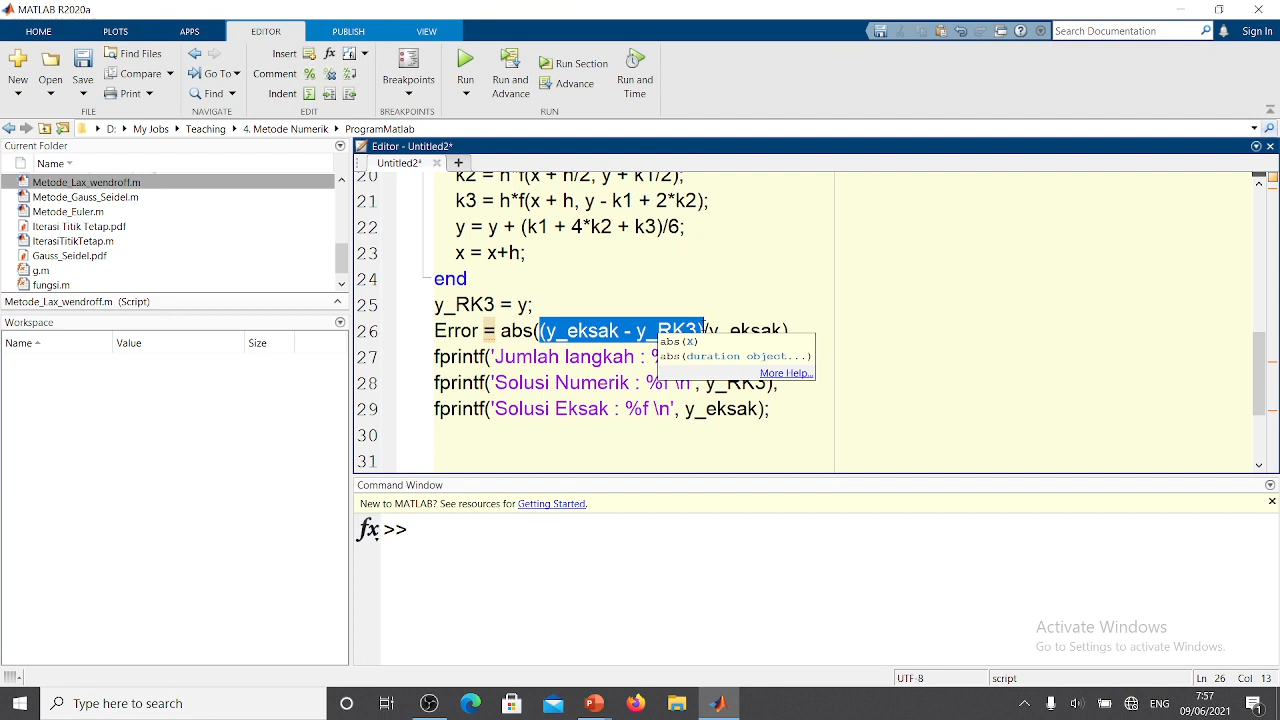 MATLAB R2020a
HOME PLOTS APPS EDITOR PUBLISH VIEW
Search Documentation
Sign In
New Open Save
Find Files
Compare
Print
Go To
Find
Insert
Comment
Indent
Breakpoints
Run
Run and Advance
Run Section
Advance
Run and Time
FILE NAVIGATE EDIT BREAKPOINTS RUN
D: My Jobs Teaching 4. Metode Numerik ProgramMatlab
Current Folder
Name
Metode_Lax_wendroff.m
Metode_Gauss_Seidel.m
Metode_Euler.m
Iterasi Titik Tetap.pdf
IterasiTitikTetap.m
Gauss_Seidel.pdf
g.m
fungsi.m
Metode_Lax_wendroff.m (Script)
Workspace
Name Value Size
Editor - Untitled2*
Untitled2*
20 k2 = h*f(x + h/2, y + k1/2);
21 k3 = h*f(x + h, y - k1 + 2*k2);
22 y = y + (k1 + 4*k2 + k3)/6;
23 x = x+h;
24 end
25 y_RK3 = y;
26 Error = abs((y_eksak - y_RK3)/y_eksak)
27 fprintf('Jumlah langkah :
28 fprintf('Solusi Numerik : %f \n', y_RK3);
29 fprintf('Solusi Eksak : %f \n', y_eksak);
30
31
abs(X)
abs(duration object...)
More Help...
Command Window
New to MATLAB? See resources for Getting Started.
fx >>
Activate Windows
Go to Settings to activate Windows.
UTF-8 script Ln 26 Col 13
Type here to search
ENG
7:57
09/06/2021
1